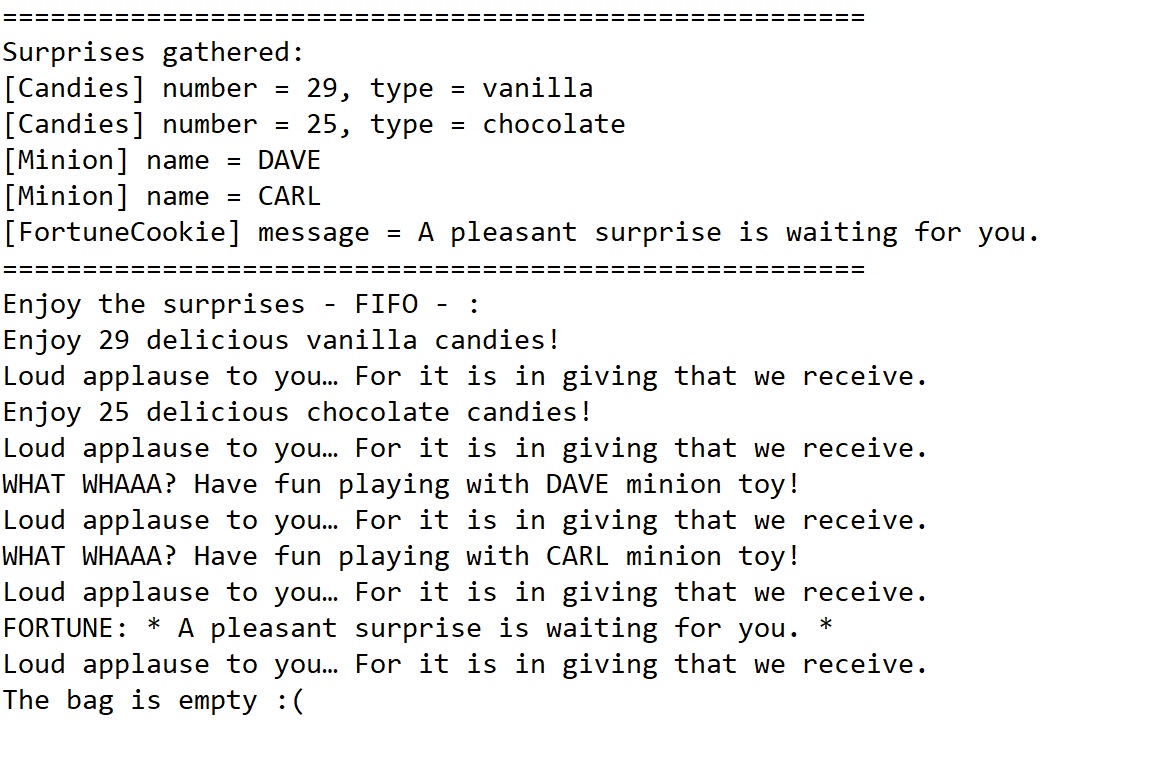 ======================================================
Surprises gathered:
[Candies] number = 29, type = vanilla
[Candies] number = 25, type = chocolate
[Minion] name = DAVE
[Minion] name = CARL
[FortuneCookie] message = A pleasant surprise is waiting for you.
======================================================
Enjoy the surprises - FIFO - :
Enjoy 29 delicious vanilla candies!
Loud applause to you… For it is in giving that we receive.
Enjoy 25 delicious chocolate candies!
Loud applause to you… For it is in giving that we receive.
WHAT WHAAA? Have fun playing with DAVE minion toy!
Loud applause to you… For it is in giving that we receive.
WHAT WHAAA? Have fun playing with CARL minion toy!
Loud applause to you… For it is in giving that we receive.
FORTUNE: * A pleasant surprise is waiting for you. *
Loud applause to you… For it is in giving that we receive.
The bag is empty :(